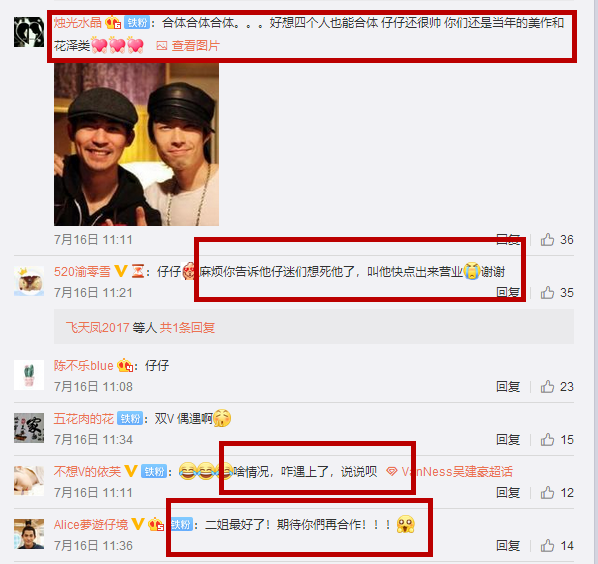 烛光水晶 铁粉：合体合体合体。。。好想四个人也能合体 仔仔还很帅 你们还是当年的美作和
花泽类 查看图片
7月16日 11:11 回复 36
520渝零雪：仔仔 麻烦你告诉他仔迷们想死他了，叫他快点出来营业 谢谢
7月16日 11:21 回复 35
飞天凤2017 等人 共1条回复
陈不乐blue：仔仔
7月16日 11:08 回复 23
五花肉的花 铁粉：双V 偶遇啊
7月16日 11:34 回复 15
不想V的依芙 铁粉：啥情况，咋遇上了，说说呗 VanNess吴建豪超话
7月16日 11:11 回复 12
Alice夢遊仔境 铁粉：二姐最好了！期待你們再合作！！！
7月16日 11:36 回复 14